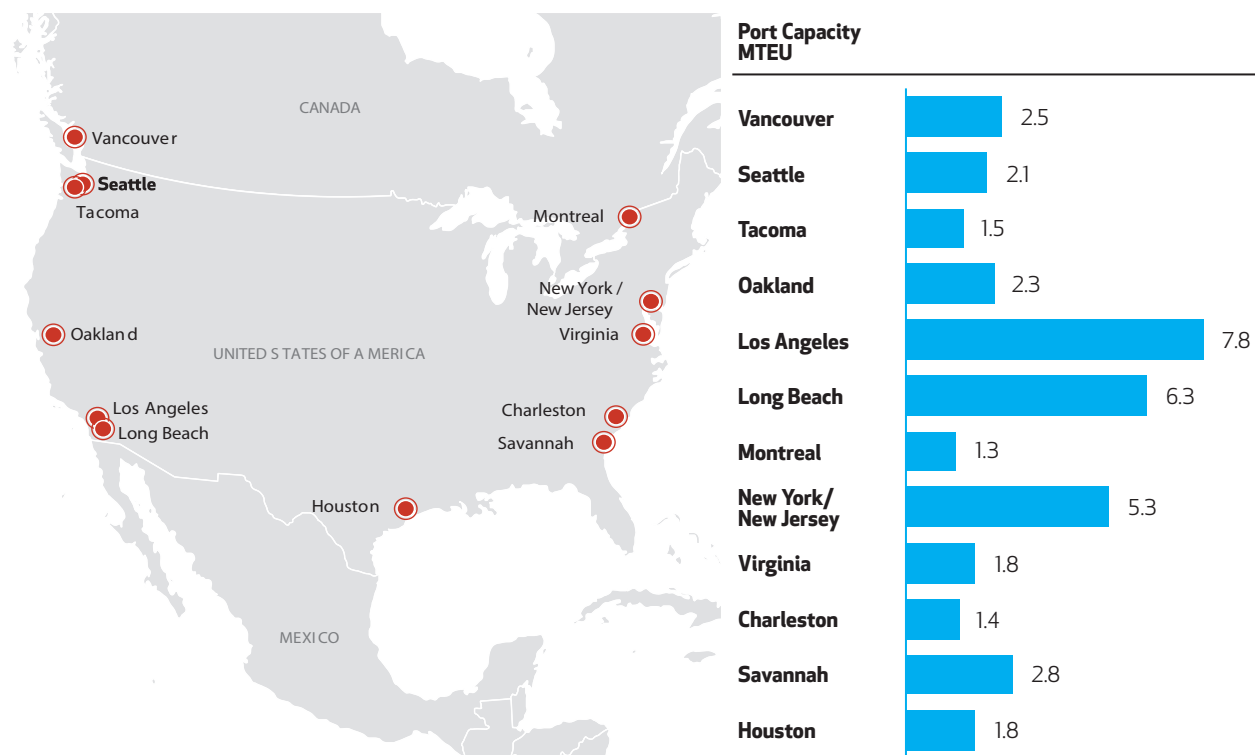 CANADA
Vancouver
Seattle
Tacoma
Montreal
New York /
New Jersey
Virginia
Oakland
UNITED STATES OF AMERICA
Los Angeles
Long Beach
Charleston
Savannah
Houston
MEXICO
Port Capacity
MTEU
Vancouver 2.5
Seattle 2.1
Tacoma 1.5
Oakland 2.3
Los Angeles 7.8
Long Beach 6.3
Montreal 1.3
New York/
New Jersey 5.3
Virginia 1.8
Charleston 1.4
Savannah 2.8
Houston 1.8